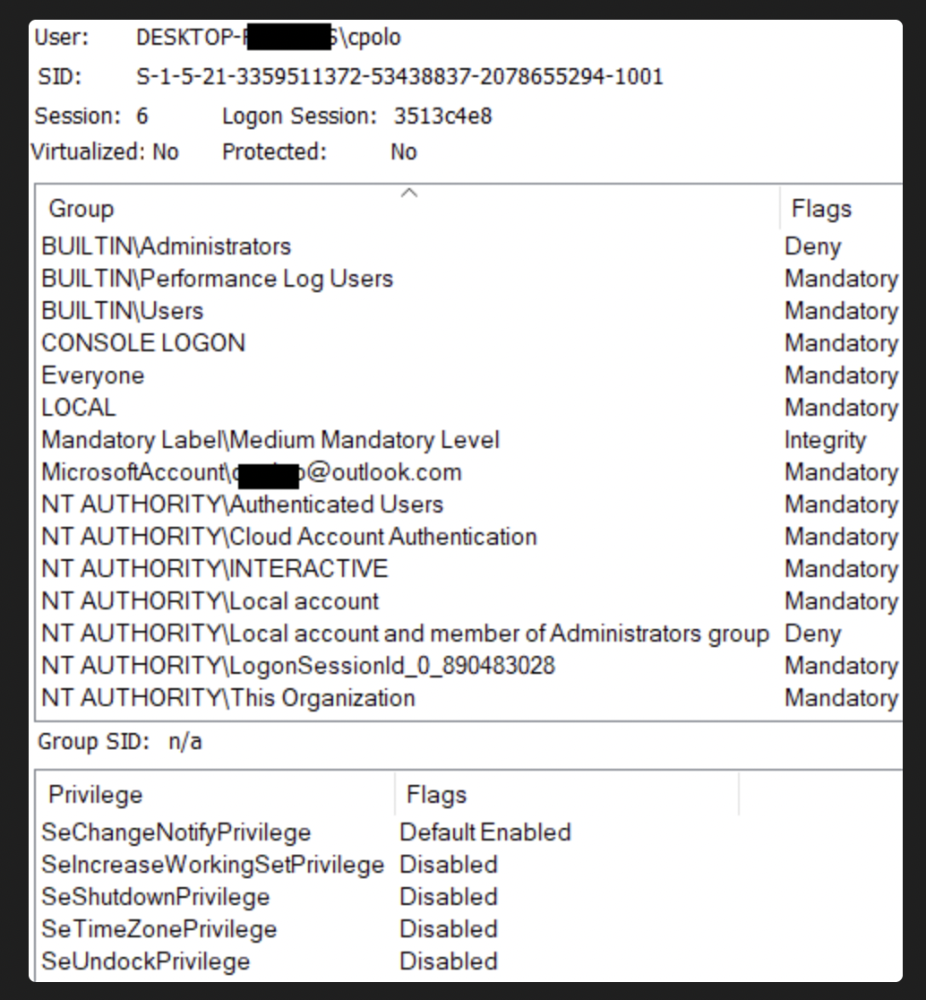 User: DESKTOP- S\cpolo
SID: S-1-5-21-3359511372-53438837-2078655294-1001
Session: 6 Logon Session: 3513c4e8
Virtualized: No Protected: No
Group Flags
BUILTIN\Administrators Deny
BUILTIN\Performance Log Users Mandatory
BUILTIN\Users Mandatory
CONSOLE LOGON Mandatory
Everyone Mandatory
LOCAL Mandatory
Mandatory Label\Medium Mandatory Level Integrity
MicrosoftAccount\ @outlook.com Mandatory
NT AUTHORITY\Authenticated Users Mandatory
NT AUTHORITY\Cloud Account Authentication Mandatory
NT AUTHORITY\INTERACTIVE Mandatory
NT AUTHORITY\Local account Mandatory
NT AUTHORITY\Local account and member of Administrators group Deny
NT AUTHORITY\LogonSessionId_0_890483028 Mandatory
NT AUTHORITY\This Organization Mandatory
Group SID: n/a
Privilege Flags
SeChangeNotifyPrivilege Default Enabled
SeIncreaseWorkingSetPrivilege Disabled
SeShutdownPrivilege Disabled
SeTimeZonePrivilege Disabled
SeUndockPrivilege Disabled